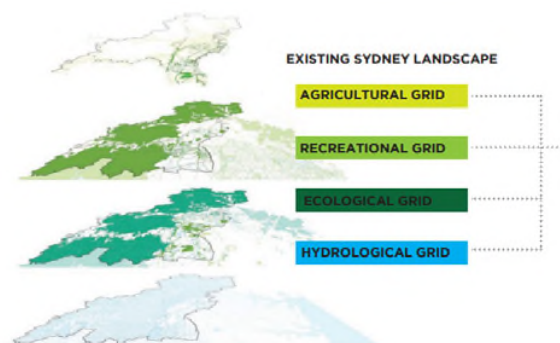 EXISTING SYDNEY LANDSCAPE
AGRICULTURAL GRID
RECREATIONAL GRID
ECOLOGICAL GRID
HYDROLOGICAL GRID